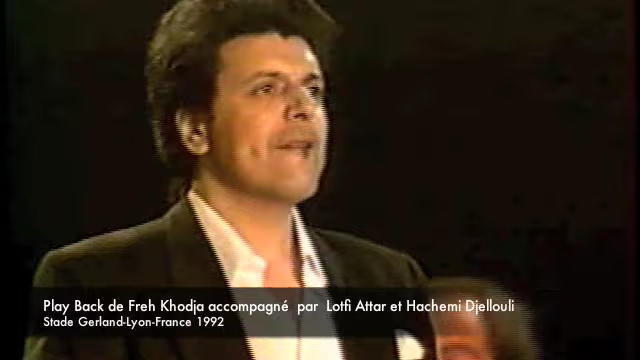 Play Back de Freh Khodja accompagné par Lotfi Attar et Hachemi Djellouli
Stade Gerland-Lyon-France 1992